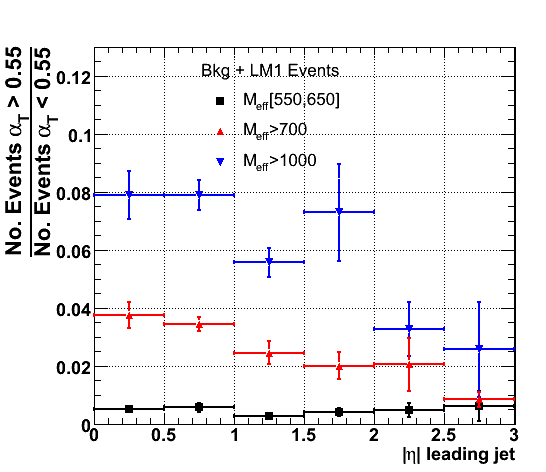 No. Events α_T > 0.55
No. Events α_T < 0.55
0.12
0.1
0.08
0.06
0.04
0.02
0
Bkg + LM1 Events
M_eff[550,650]
M_eff>700
M_eff>1000
0 0.5 1 1.5 2 2.5 3
|η| leading jet